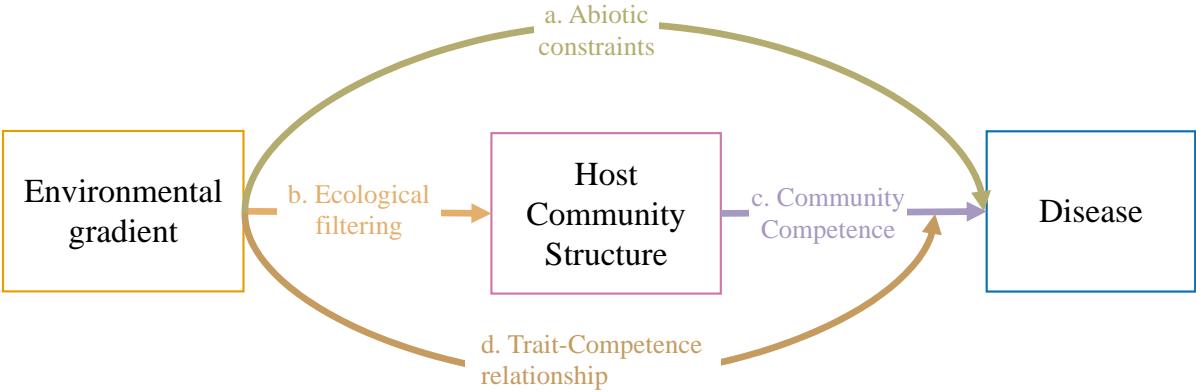 a. Abiotic
constraints
Environmental
gradient
b. Ecological
filtering
Host
Community
Structure
c. Community
Competence
Disease
d. Trait-Competence
relationship